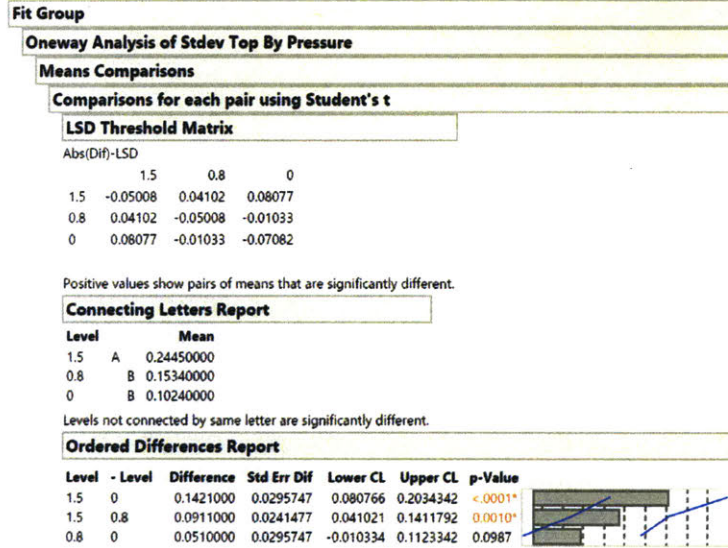 Fit Group
Oneway Analysis of Stdev Top By Pressure
Means Comparisons
Comparisons for each pair using Student's t
LSD Threshold Matrix
Abs(Dif)-LSD
1.5 0.8 0
1.5 -0.05008 0.04102 0.08077
0.8 0.04102 -0.05008 -0.01033
0 0.08077 -0.01033 -0.07082
Positive values show pairs of means that are significantly different.
Connecting Letters Report
Level Mean
1.5 A 0.24450000
0.8 B 0.15340000
0 B 0.10240000
Levels not connected by same letter are significantly different.
Ordered Differences Report
Level - Level Difference Std Err Dif Lower CL Upper CL p-Value
1.5 0 0.1421000 0.0295747 0.080766 0.2034342 <.0001*
1.5 0.8 0.0911000 0.0241477 0.041021 0.1411792 0.0010*
0.8 0 0.0510000 0.0295747 -0.010334 0.1123342 0.0987